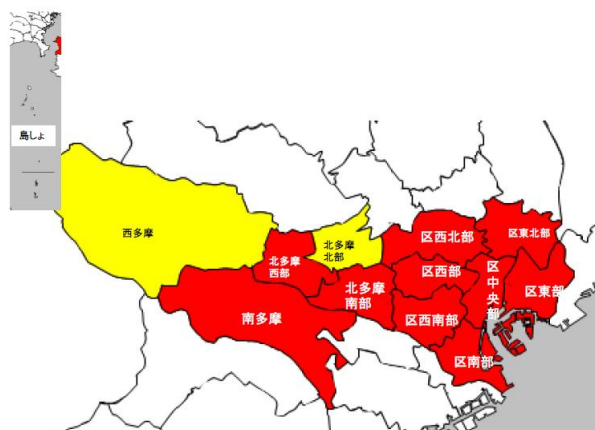 島しょ
西多摩
北多摩
北部
北多摩
西部
北多摩
南部
南多摩
区西北部
区東北部
区西部
区中央部
区東部
区西南部
区南部